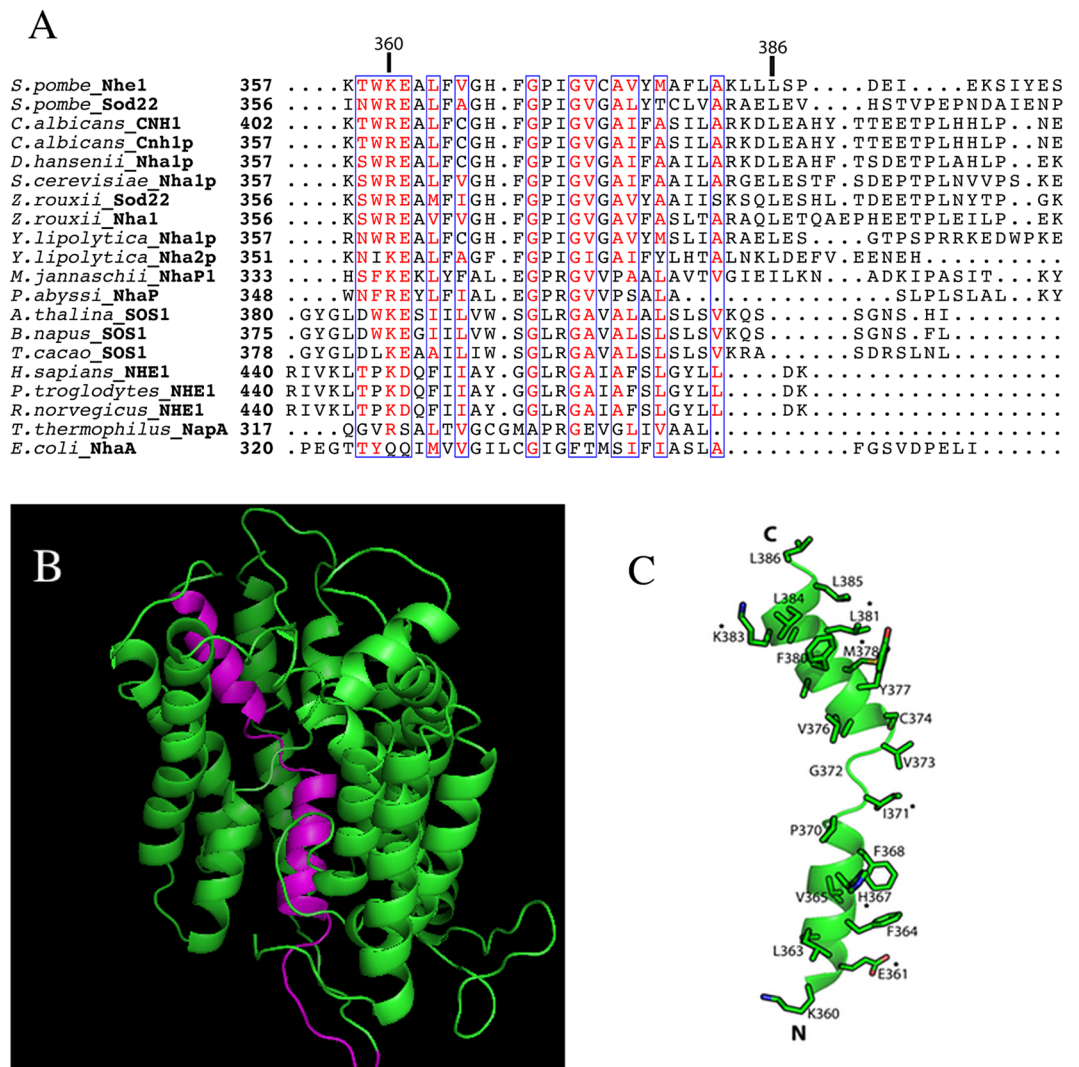 A
360 386
S.pombe_Nhe1 357 ....KTWKEALFVGH.FGPIGVCAVYMAFLAKLLLSP....DEI....EKSIYES
S.pombe_Sod22 356 ....INWREALFAGH.FGPIGVGALYTCLVARAELEV....HSTVPEPNDAIENP
C.albicans_CNH1 402 ....KTWREALFCGH.FGPIGVGAIFASILARKDLEAHY.TTEETPLHHLP..NE
C.albicans_Cnh1p 357 ....KTWREALFCGH.FGPIGVGAIFASILARKDLEAHY.TTEETPLHHLP..NE
D.hansenii_Nha1p 357 ....KSWREALFCGH.FGPIGVGAIFAAILARKDLEAHF.TSDETPLAHLP..EK
S.cerevisiae_Nha1p 357 ....KSWREALFVGH.FGPIGVGAIFAAILARGELESTF.SDEPTPLNVVPS.KE
Z.rouxii_Sod22 356 ....KSWREAMFIGH.FGPIGVGAVYAAIISKSQLESHL.TDEETPLNYTP..GK
Z.rouxii_Nha1 356 ....KSWREAVFVGH.FGPIGVGAVFASLTARAQLETQAEPHEETPLEILP..EK
Y.lipolytica_Nha1p 357 ....RNWREALFCGH.FGPIGVGAVYMSLIARAELES....GTPSPRRKEDWPKE
Y.lipolytica_Nha2p 351 ....KNIKEALFAGF.FGPIGIGAIFYLHTALNKLDEFV.EENEH..........
M.jannaschii_NhaP1 333 ....HSFKEKLYFAL.EGPRGVVPAALAVTVGIEILKN...ADKIPASIT...KY
P.abyssi_NhaP 348 ....WNFREYLFIAL.EGPRGVVPSALA...............SLPLSLAL..KY
A.thalina_SOS1 380 .GYGLDWKESIILVW.SGLRGAVALALSLSVKQS......SGNS.HI........
B.napus_SOS1 375 .GYGLDWKEGIILVW.SGLRGAVALSLSLSVKQS......SGNS.FL........
T.cacao_SOS1 378 .GYGLDLKEAAILIW.SGLRGAVALSLSLSVKRA......SDRSLNL........
H.sapiens_NHE1 440 RIVKLTPKDQFIIAY.GGLRGAIAFSLGYLL....DK..................
P.troglodytes_NHE1 440 RIVKLTPKDQFIIAY.GGLRGAIAFSLGYLL....DK..................
R.norvegicus_NHE1 440 RIVKLTPKDQFIIAY.GGLRGAIAFSLGYLL....DK..................
T.thermophilus_NapA 317 ....QGVRSALTVGCGMAPRGEVGLIVAAL.........................
E.coli_NhaA 320 .PEGTTYQQIMVVGILCGIGFTMSIFIASLA.........FGSVDPELI......
B
C
C
L386
L385
L384
L381*
*K383
M378*
F380
Y377
V376
C374
V373
G372
I371*
P370
F368
V365
H367*
F364
L363
E361*
K360
N